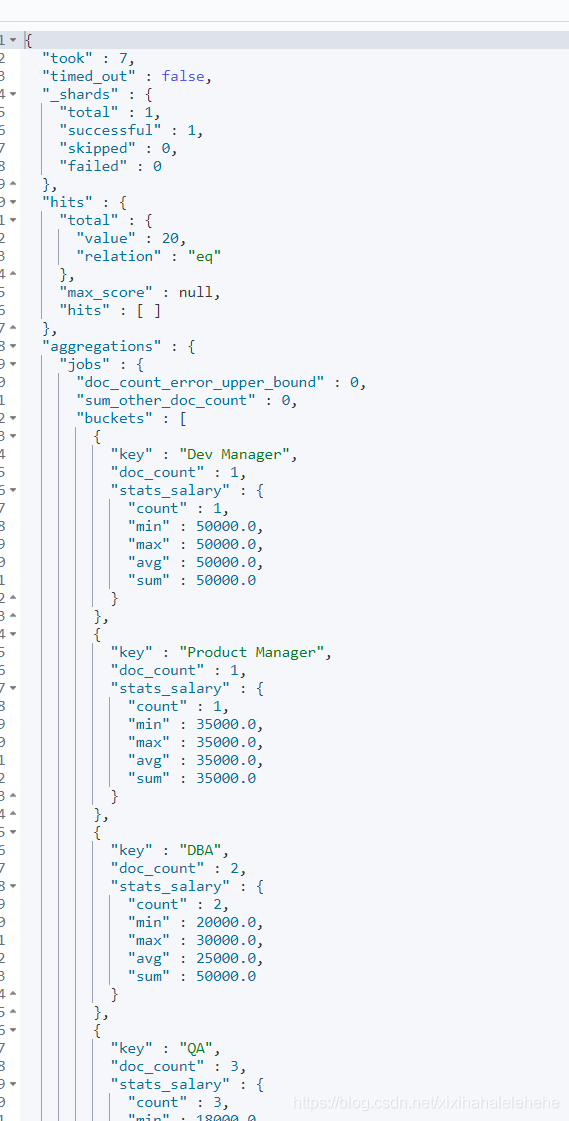 1 {
2 "took" : 7,
3 "timed_out" : false,
4 "_shards" : {
5 "total" : 1,
6 "successful" : 1,
7 "skipped" : 0,
8 "failed" : 0
9 },
0 "hits" : {
1 "total" : {
2 "value" : 20,
3 "relation" : "eq"
4 },
5 "max_score" : null,
6 "hits" : [ ]
7 },
8 "aggregations" : {
9 "jobs" : {
0 "doc_count_error_upper_bound" : 0,
1 "sum_other_doc_count" : 0,
2 "buckets" : [
3 {
4 "key" : "Dev Manager",
5 "doc_count" : 1,
6 "stats_salary" : {
7 "count" : 1,
8 "min" : 50000.0,
9 "max" : 50000.0,
0 "avg" : 50000.0,
1 "sum" : 50000.0
2 }
3 },
4 {
5 "key" : "Product Manager",
6 "doc_count" : 1,
7 "stats_salary" : {
8 "count" : 1,
9 "min" : 35000.0,
0 "max" : 35000.0,
1 "avg" : 35000.0,
2 "sum" : 35000.0
3 }
4 },
5 {
6 "key" : "DBA",
7 "doc_count" : 2,
8 "stats_salary" : {
9 "count" : 2,
0 "min" : 20000.0,
1 "max" : 30000.0,
2 "avg" : 25000.0,
3 "sum" : 50000.0
4 }
5 },
6 {
7 "key" : "QA",
8 "doc_count" : 3,
9 "stats_salary" : {
0 "count" : 3,
1 "min" : 18000.0
https://blog.csdn.net/xixihahalelehehe